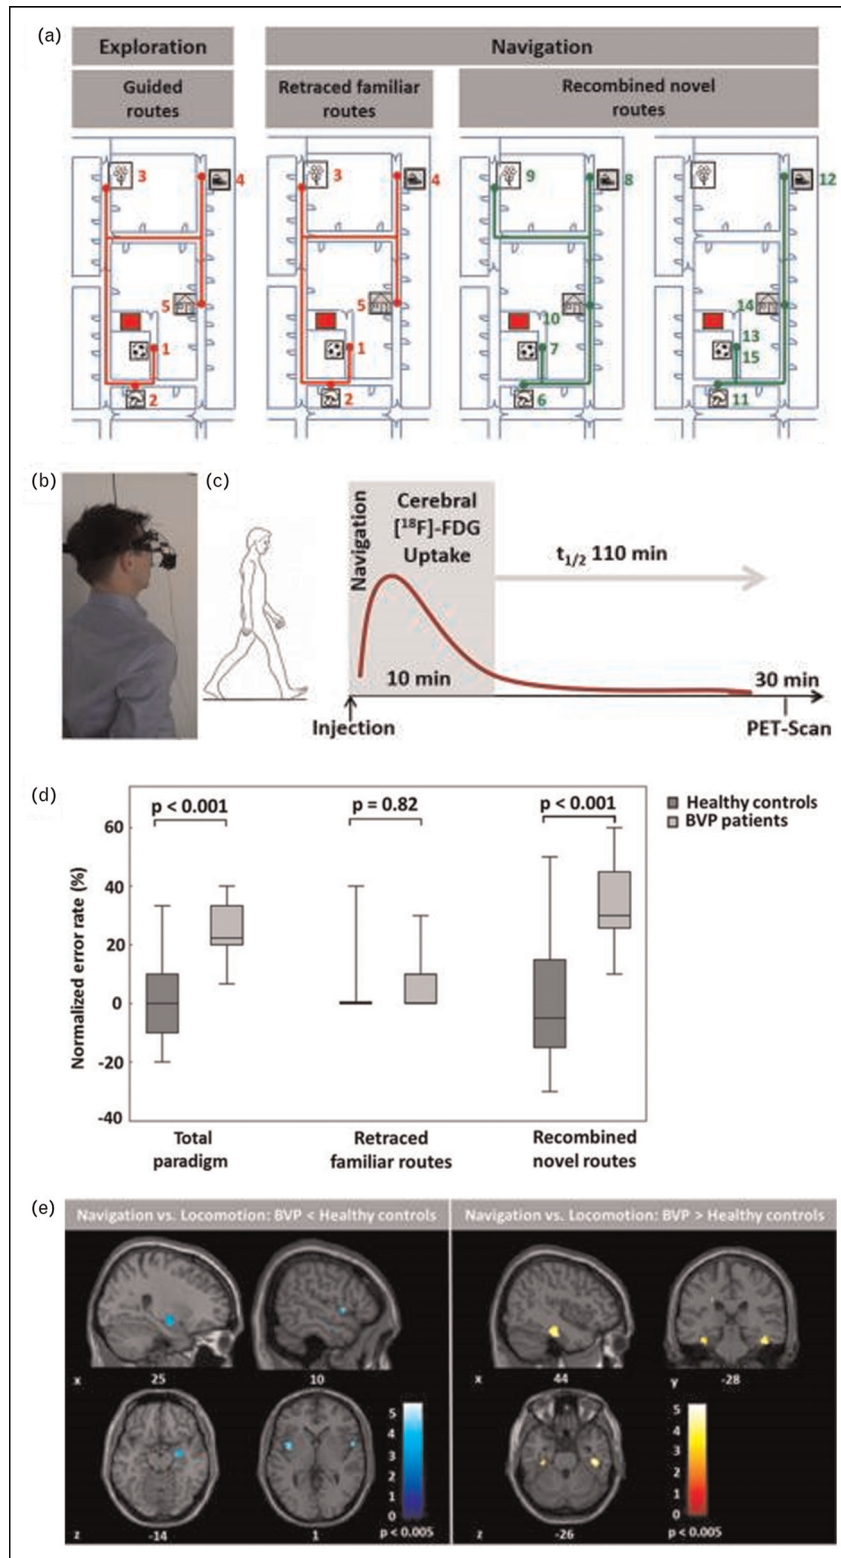 (a)
Exploration
Navigation
Guided
routes
Retraced familiar
routes
Recombined novel
routes
3
4
5
1
2
3
4
5
1
2
9
8
10
7
6
12
14
13
15
11
(b)
(c)
Navigation
Cerebral
[¹⁸F]-FDG
Uptake
t1/2 110 min
10 min
30 min
Injection
PET-Scan
(d)
p < 0.001
p = 0.82
p < 0.001
Healthy controls
BVP patients
Normalized error rate (%)
60
40
20
0
-20
-40
Total
paradigm
Retraced
familiar routes
Recombined
novel routes
(e)
Navigation vs. Locomotion: BVP < Healthy controls
Navigation vs. Locomotion: BVP > Healthy controls
x
25
10
x
44
y
-28
5
4
3
2
1
0
p < 0.005
z
-14
1
5
4
3
2
1
0
p < 0.005
z
-26